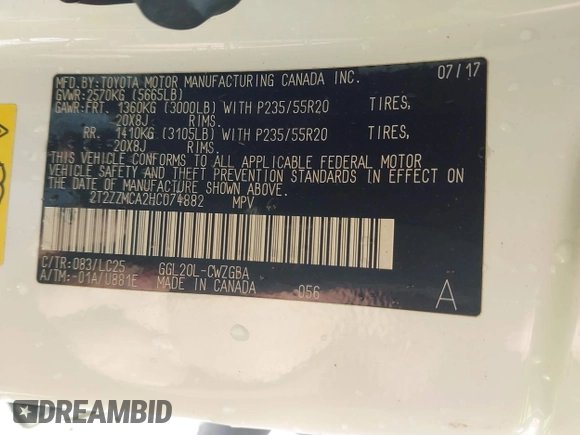 MFD.BY:TOYOTA MOTOR MANUFACTURING CANADA INC. 07/17
GVWR:2570KG (5665LB)
GAWR:FRT. 1360KG (3000LB) WITH P235/55R20 TIRES,
20X8J RIMS.
RR. 1410KG (3105LB) WITH P235/55R20 TIRES,
20X8J RIMS.
THIS VEHICLE CONFORMS TO ALL APPLICABLE FEDERAL MOTOR
VEHICLE SAFETY AND THEFT PREVENTION STANDARDS IN EFFECT ON
THE DATE OF MANUFACTURE SHOWN ABOVE.
2T2ZZMCA2HC074882 MPV
C/TR:083/LC25 GGL20L-CWZGBA
A/TM:-01A/U881E MADE IN CANADA 056 A
DREAMBID